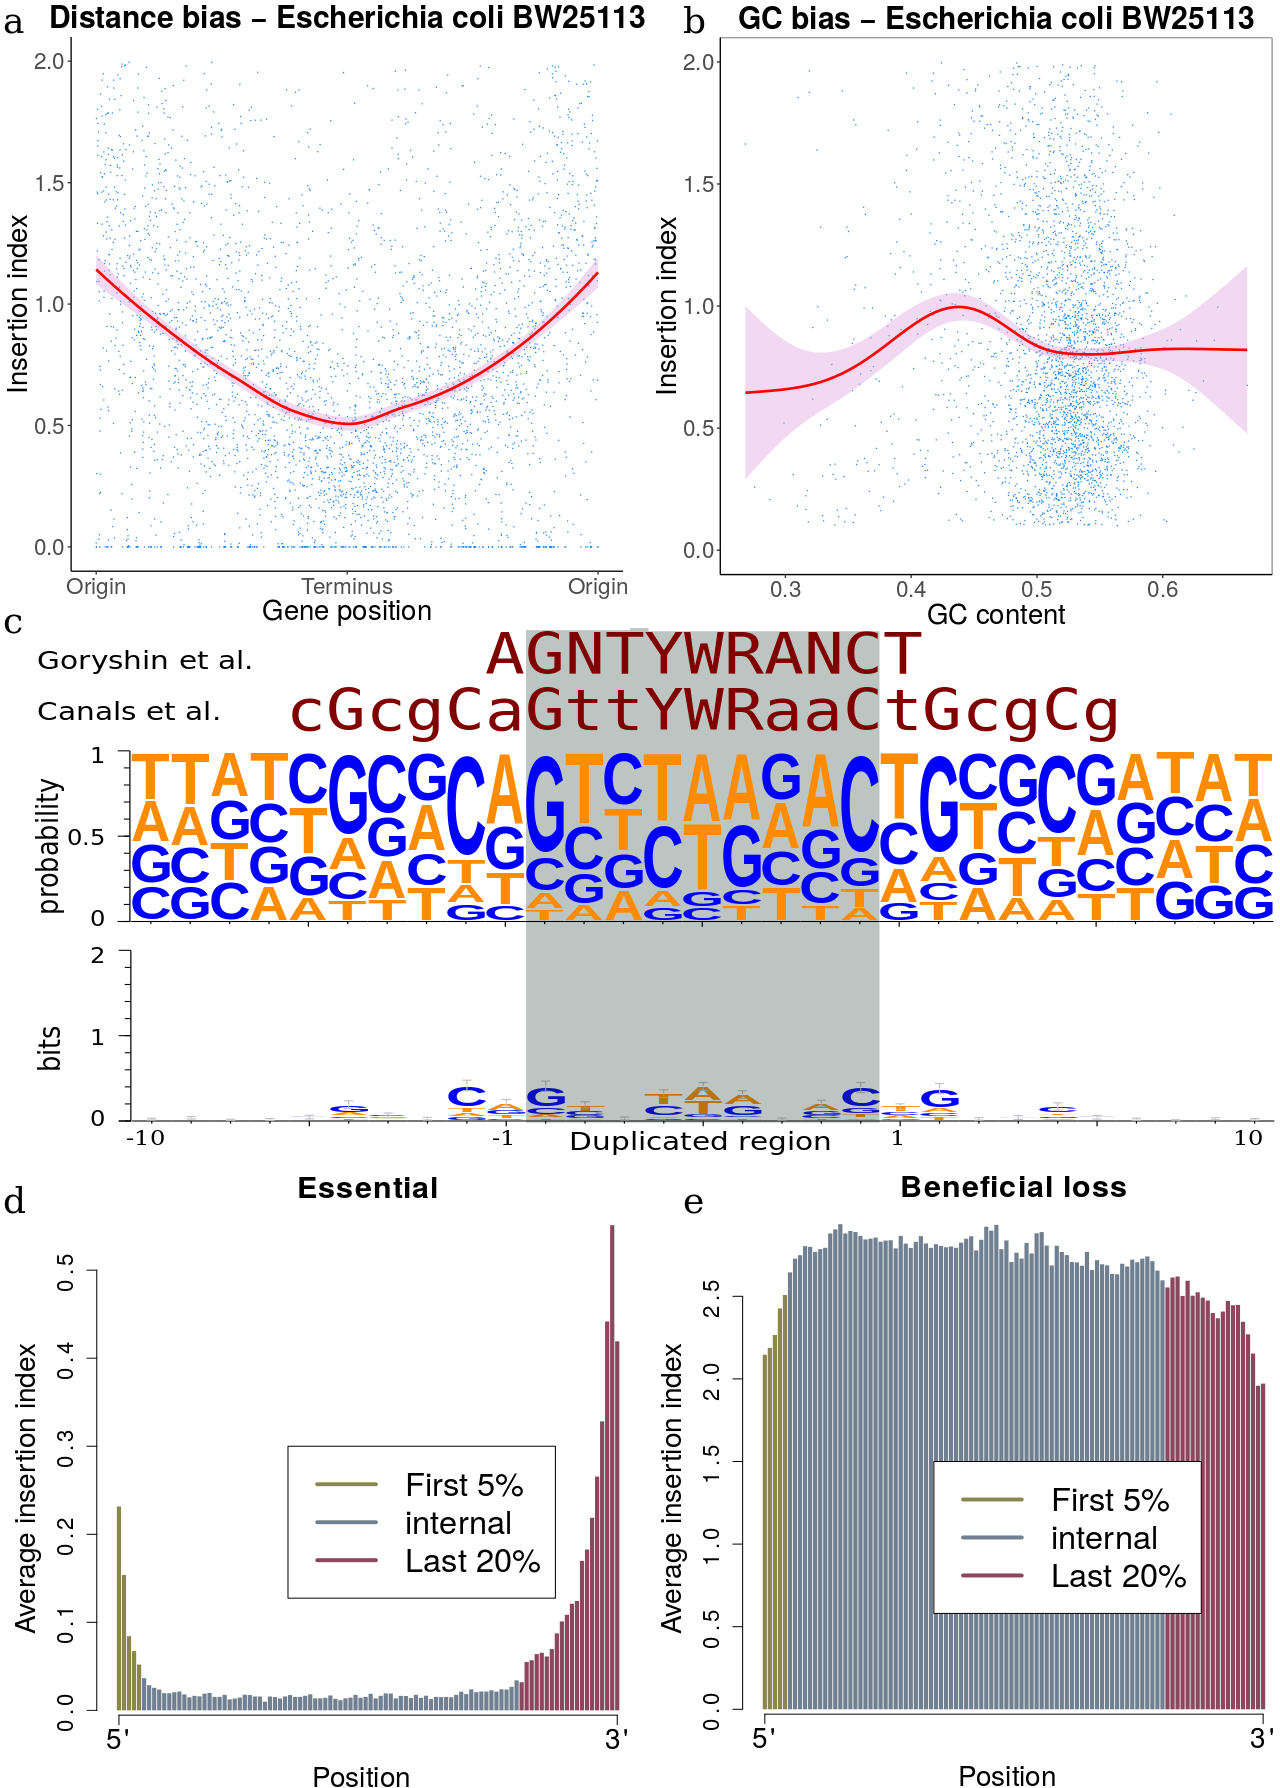 a
Distance bias – Escherichia coli BW25113
2.0
1.5
1.0
0.5
0.0
Insertion index
Origin
Terminus
Origin
Gene position
b
GC bias – Escherichia coli BW25113
2.0
1.5
1.0
0.5
0.0
Insertion index
0.3
0.4
0.5
0.6
GC content
c
Goryshin et al.
AGNTYWRANCT
Canals et al.
cGcgCaGttYWRaaCtGcgCg
1
0.5
0
probability
TTATCGCGCAGTCTAAGACTGCGCGATAT
2
1
0
bits
-10
-1
Duplicated region
1
10
d
Essential
0.5
0.4
0.3
0.2
0.1
0.0
Average insertion index
First 5%
internal
Last 20%
5'
3'
Position
e
Beneficial loss
2.5
2.0
1.5
1.0
0.5
0.0
Average insertion index
First 5%
internal
Last 20%
5'
3'
Position